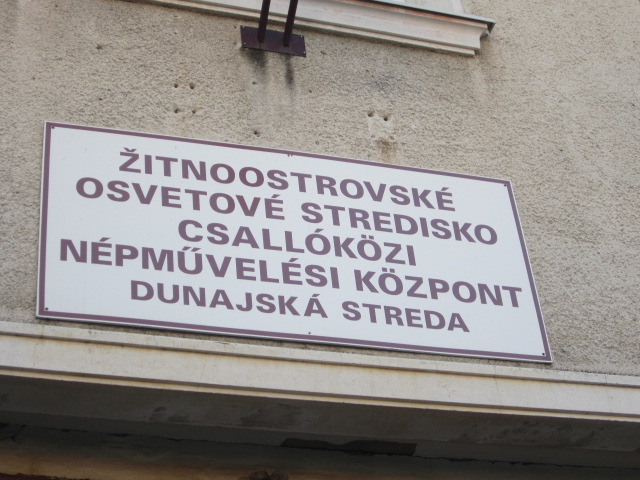 ŽITNOOSTROVSKÉ
OSVETOVÉ STREDISKO
CSALLÓKÖZI
NÉPMŰVELÉSI KÖZPONT
DUNAJSKÁ STREDA